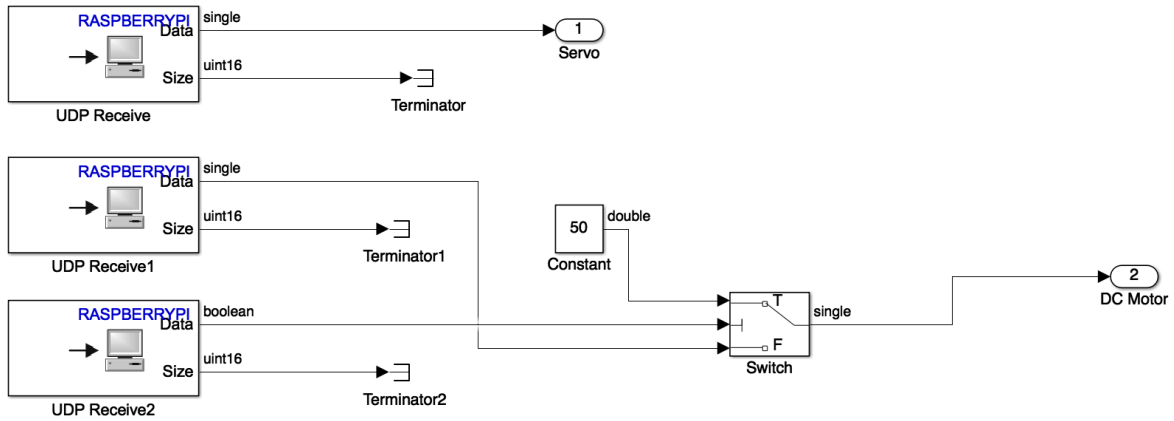 RASPBERRYPI
single
Data
uint16
Size
UDP Receive
1
Servo
Terminator
RASPBERRYPI
single
Data
uint16
Size
UDP Receive1
Terminator1
50
double
Constant
RASPBERRYPI
boolean
Data
uint16
Size
UDP Receive2
Terminator2
T
F
single
Switch
2
DC Motor